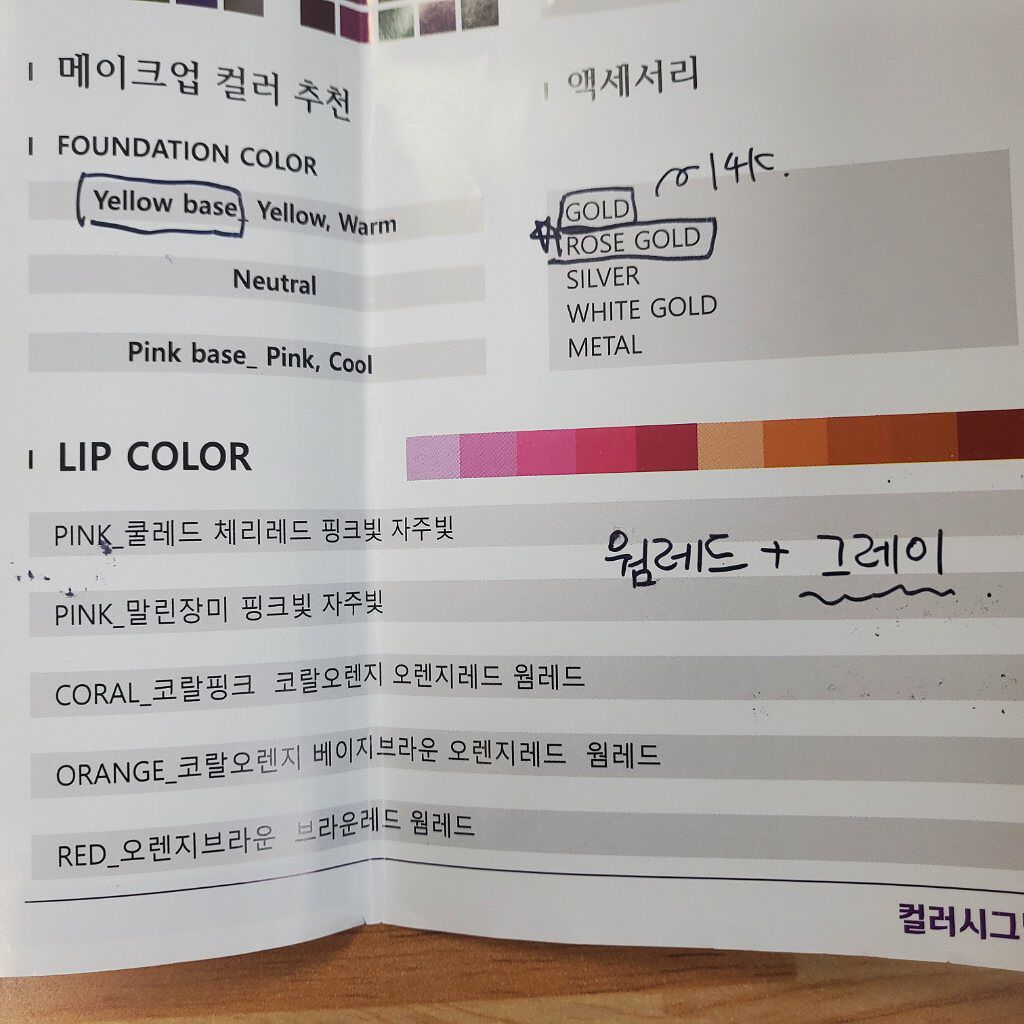 메이크업 컬러 추천
FOUNDATION COLOR
Yellow base_ Yellow, Warm
Neutral
Pink base_ Pink, Cool
액세서리
14K.
GOLD
ROSE GOLD
SILVER
WHITE GOLD
METAL
LIP COLOR
PINK_쿨레드 체리레드 핑크빛 자주빛
웜레드 + 그레이
PINK_말린장미 핑크빛 자주빛
CORAL_코랄핑크 코랄오렌지 오렌지레드 웜레드
ORANGE_코랄오렌지 베이지브라운 오렌지레드 웜레드
RED_오렌지브라운 브라운레드 웜레드
컬러시그